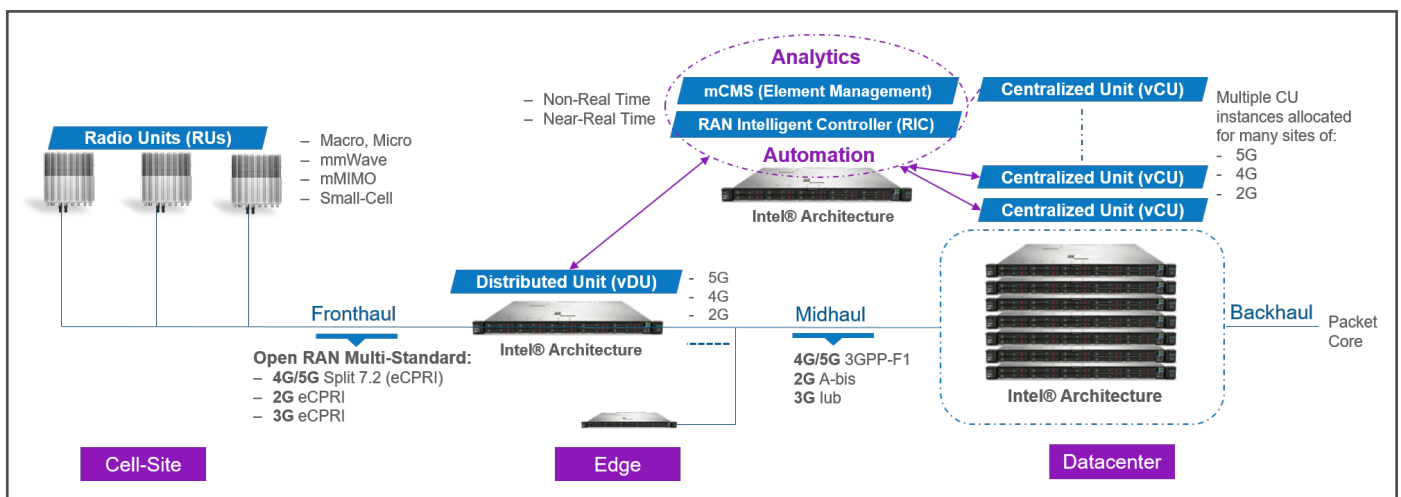 Analytics
mCMS (Element Management)
RAN Intelligent Controller (RIC)
Automation
Intel® Architecture
– Non-Real Time
– Near-Real Time
Centralized Unit (vCU)
Centralized Unit (vCU)
Centralized Unit (vCU)
Multiple CU
instances allocated
for many sites of:
- 5G
- 4G
- 2G
Radio Units (RUs)
– Macro, Micro
– mmWave
– mMIMO
– Small-Cell
Distributed Unit (vDU)
- 5G
- 4G
- 2G
Intel® Architecture
Fronthaul
Open RAN Multi-Standard:
– 4G/5G Split 7.2 (eCPRI)
– 2G eCPRI
– 3G eCPRI
Midhaul
4G/5G 3GPP-F1
2G A-bis
3G Iub
Intel® Architecture
Backhaul
Packet
Core
Cell-Site
Edge
Datacenter